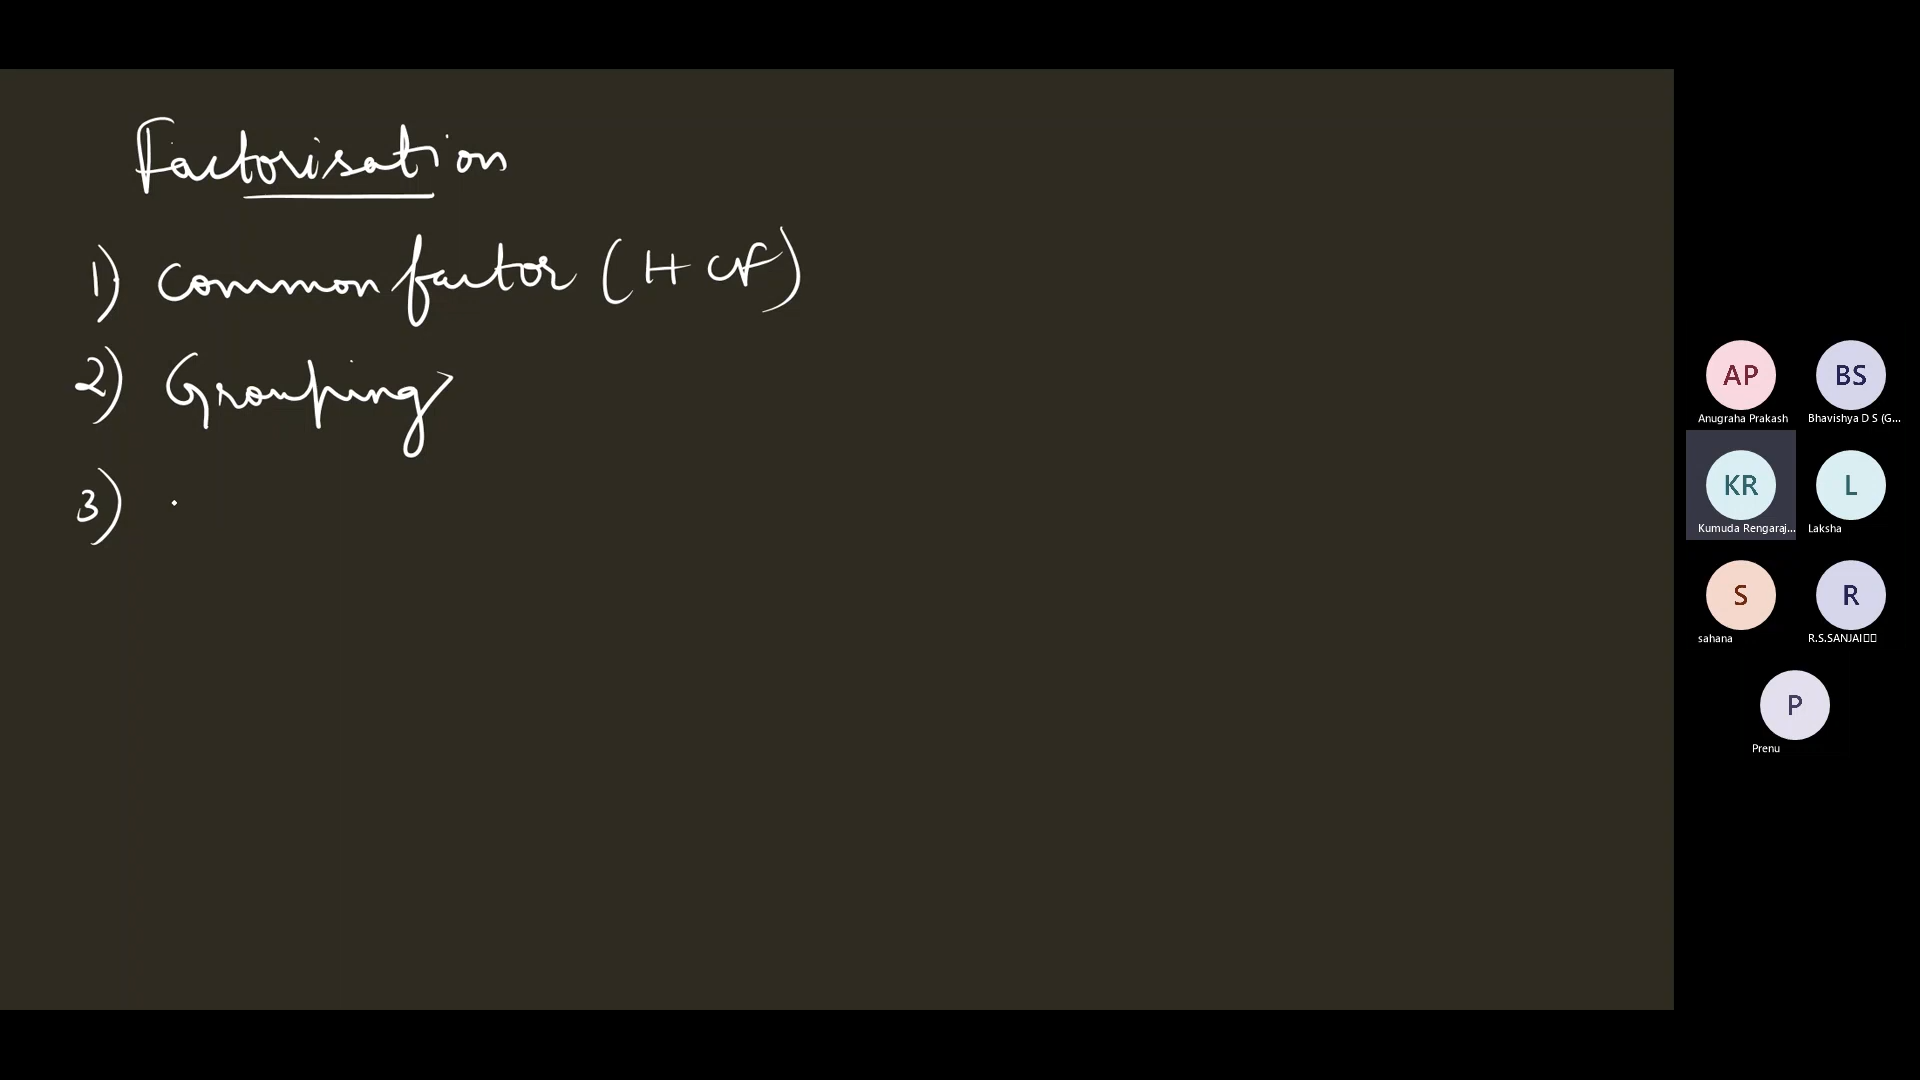 Factorisation
1) Common factor (HCF)
2) Grouping
3)
AP
BS
Anugraha Prakash
Bhavishya D S (G...
KR
L
Kumuda Rengaraj...
Laksha
S
R
sahana
R.S.SANJAI
P
Prenu